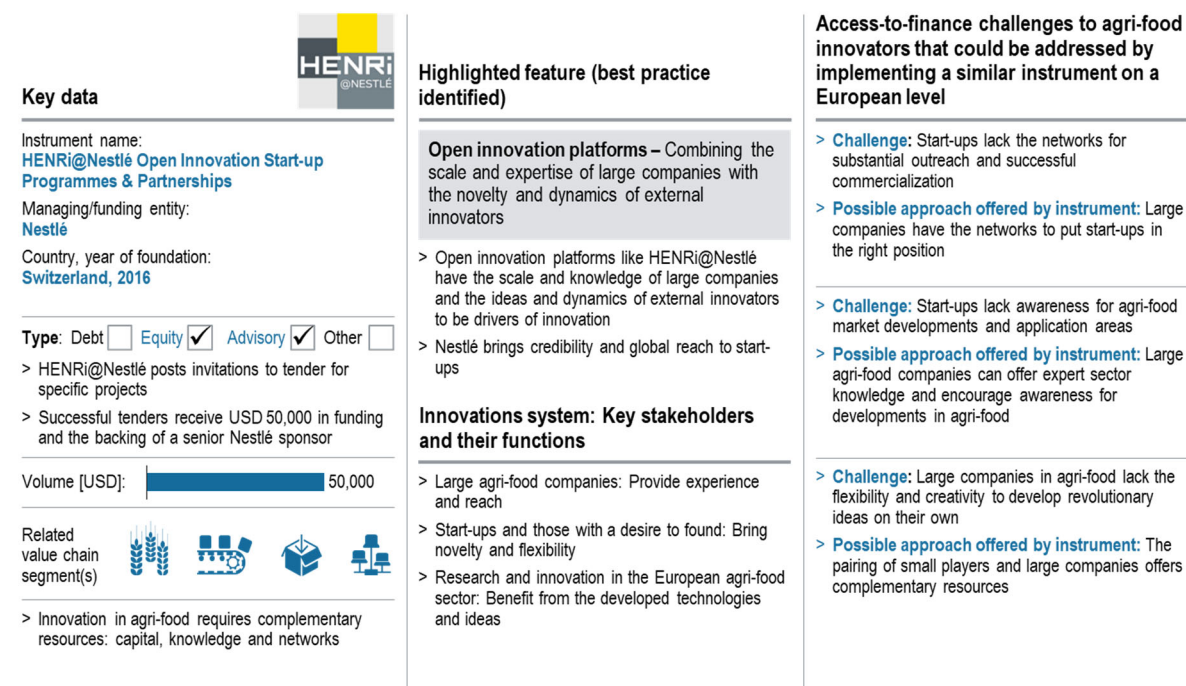 HENRi
@NESTLÉ
Key data
Instrument name:
HENRi@Nestlé Open Innovation Start-up
Programmes & Partnerships
Managing/funding entity:
Nestlé
Country, year of foundation:
Switzerland, 2016
Type: Debt Equity Advisory Other
> HENRi@Nestlé posts invitations to tender for
specific projects
> Successful tenders receive USD 50,000 in funding
and the backing of a senior Nestlé sponsor
Volume [USD]: 50,000
Related
value chain
segment(s)
> Innovation in agri-food requires complementary
resources: capital, knowledge and networks
Highlighted feature (best practice
identified)
Open innovation platforms – Combining the
scale and expertise of large companies with
the novelty and dynamics of external
innovators
> Open innovation platforms like HENRi@Nestlé
have the scale and knowledge of large companies
and the ideas and dynamics of external innovators
to be drivers of innovation
> Nestlé brings credibility and global reach to start-
ups
Innovations system: Key stakeholders
and their functions
> Large agri-food companies: Provide experience
and reach
> Start-ups and those with a desire to found: Bring
novelty and flexibility
> Research and innovation in the European agri-food
sector: Benefit from the developed technologies
and ideas
Access-to-finance challenges to agri-food
innovators that could be addressed by
implementing a similar instrument on a
European level
> Challenge: Start-ups lack the networks for
substantial outreach and successful
commercialization
> Possible approach offered by instrument: Large
companies have the networks to put start-ups in
the right position
> Challenge: Start-ups lack awareness for agri-food
market developments and application areas
> Possible approach offered by instrument: Large
agri-food companies can offer expert sector
knowledge and encourage awareness for
developments in agri-food
> Challenge: Large companies in agri-food lack the
flexibility and creativity to develop revolutionary
ideas on their own
> Possible approach offered by instrument: The
pairing of small players and large companies offers
complementary resources